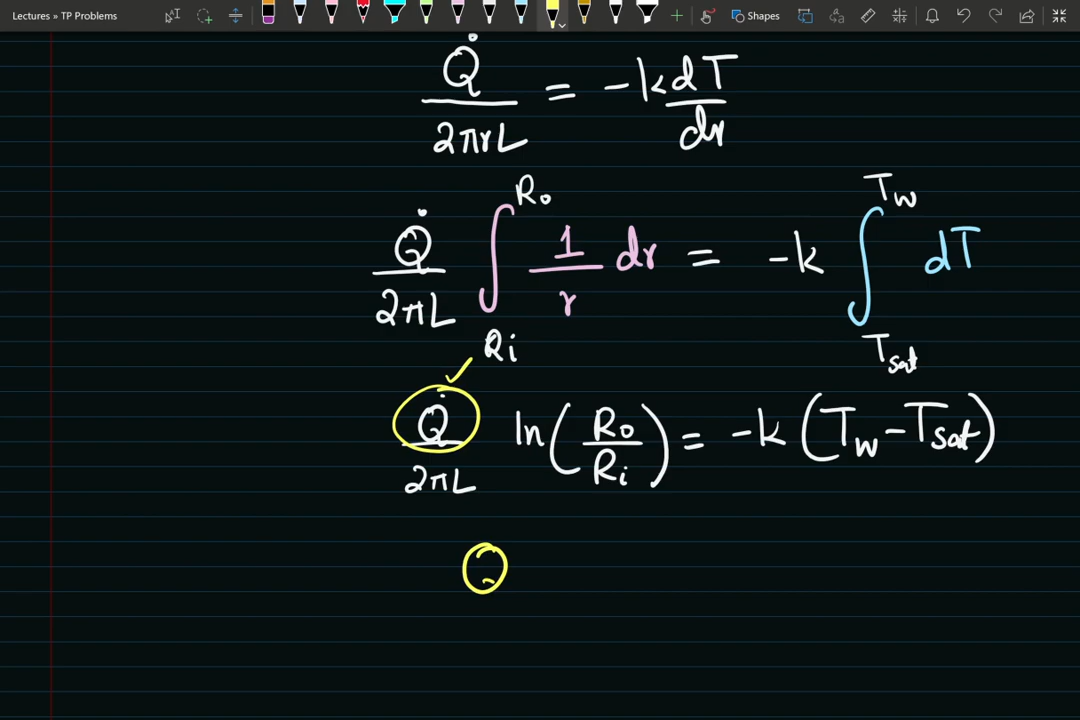 Lectures » TP Problems
Shapes
Q̇ / 2πrL = -k dT / dr
Q̇ / 2πL ∫_{Ri}^{Ro} 1/r dr = -k ∫_{Tsat}^{Tw} dT
Q̇ / 2πL ln(Ro / Ri) = -k (Tw - Tsat)